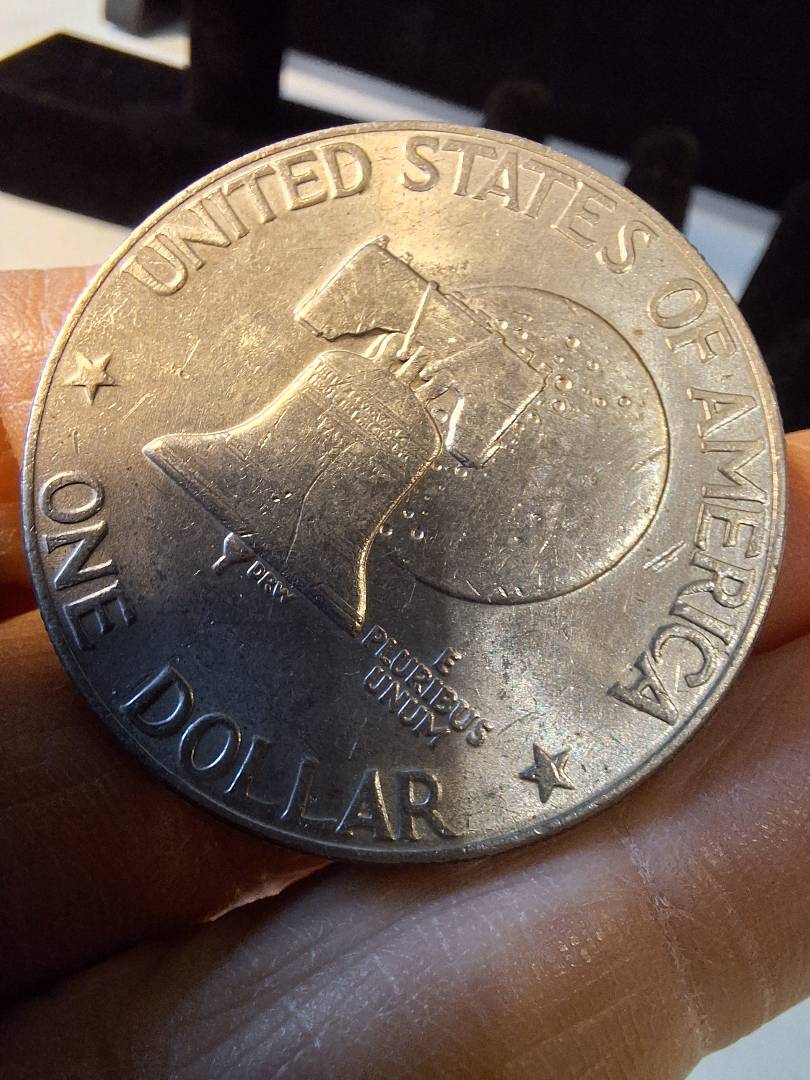 UNITED STATES OF AMERICA
DRW
E
PLURIBUS
UNUM
ONE DOLLAR